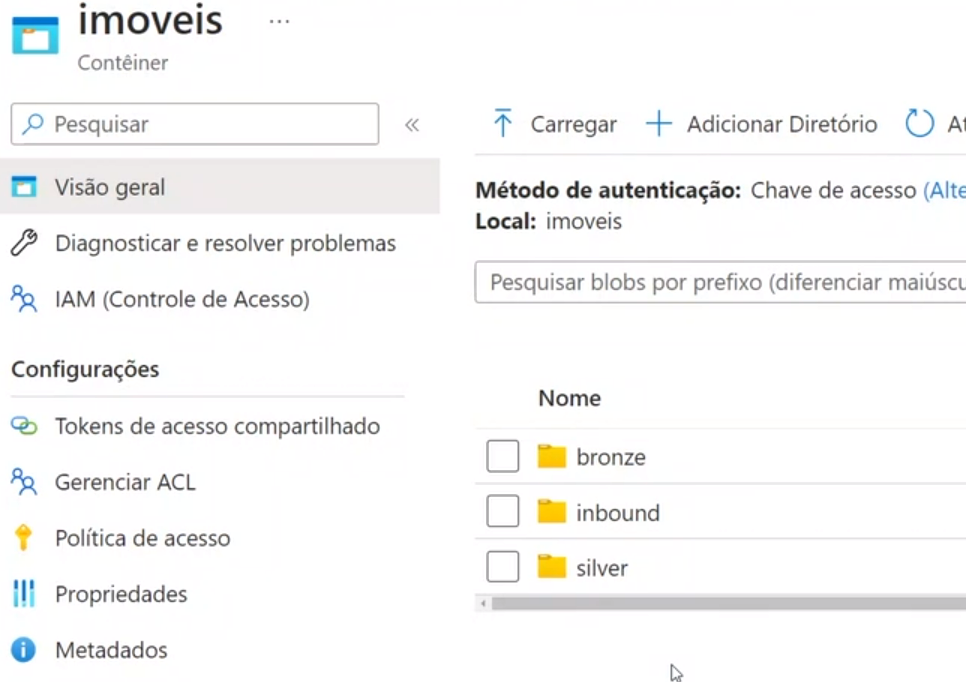 imoveis
...
Contêiner
Pesquisar
«
Visão geral
Diagnosticar e resolver problemas
IAM (Controle de Acesso)
Configurações
Tokens de acesso compartilhado
Gerenciar ACL
Política de acesso
Propriedades
Metadados
Carregar
Adicionar Diretório
At
Método de autenticação: Chave de acesso (Alte
Local: imoveis
Pesquisar blobs por prefixo (diferenciar maiúscu
Nome
bronze
inbound
silver